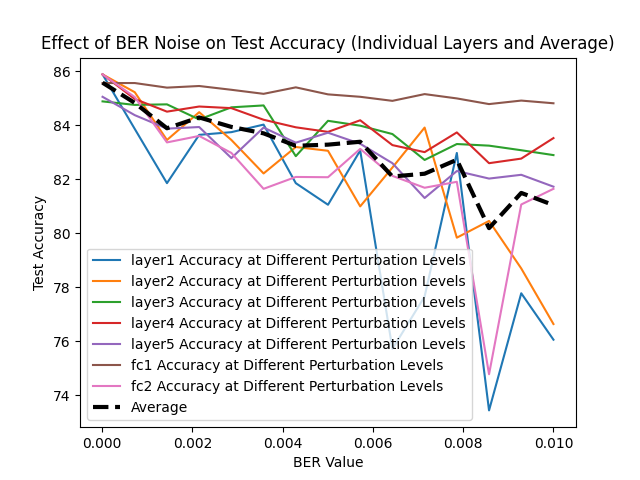 Effect of BER Noise on Test Accuracy (Individual Layers and Average)
86
84
82
80
78
76
74
Test Accuracy
layer1 Accuracy at Different Perturbation Levels
layer2 Accuracy at Different Perturbation Levels
layer3 Accuracy at Different Perturbation Levels
layer4 Accuracy at Different Perturbation Levels
layer5 Accuracy at Different Perturbation Levels
fc1 Accuracy at Different Perturbation Levels
fc2 Accuracy at Different Perturbation Levels
Average
0.000 0.002 0.004 0.006 0.008 0.010
BER Value